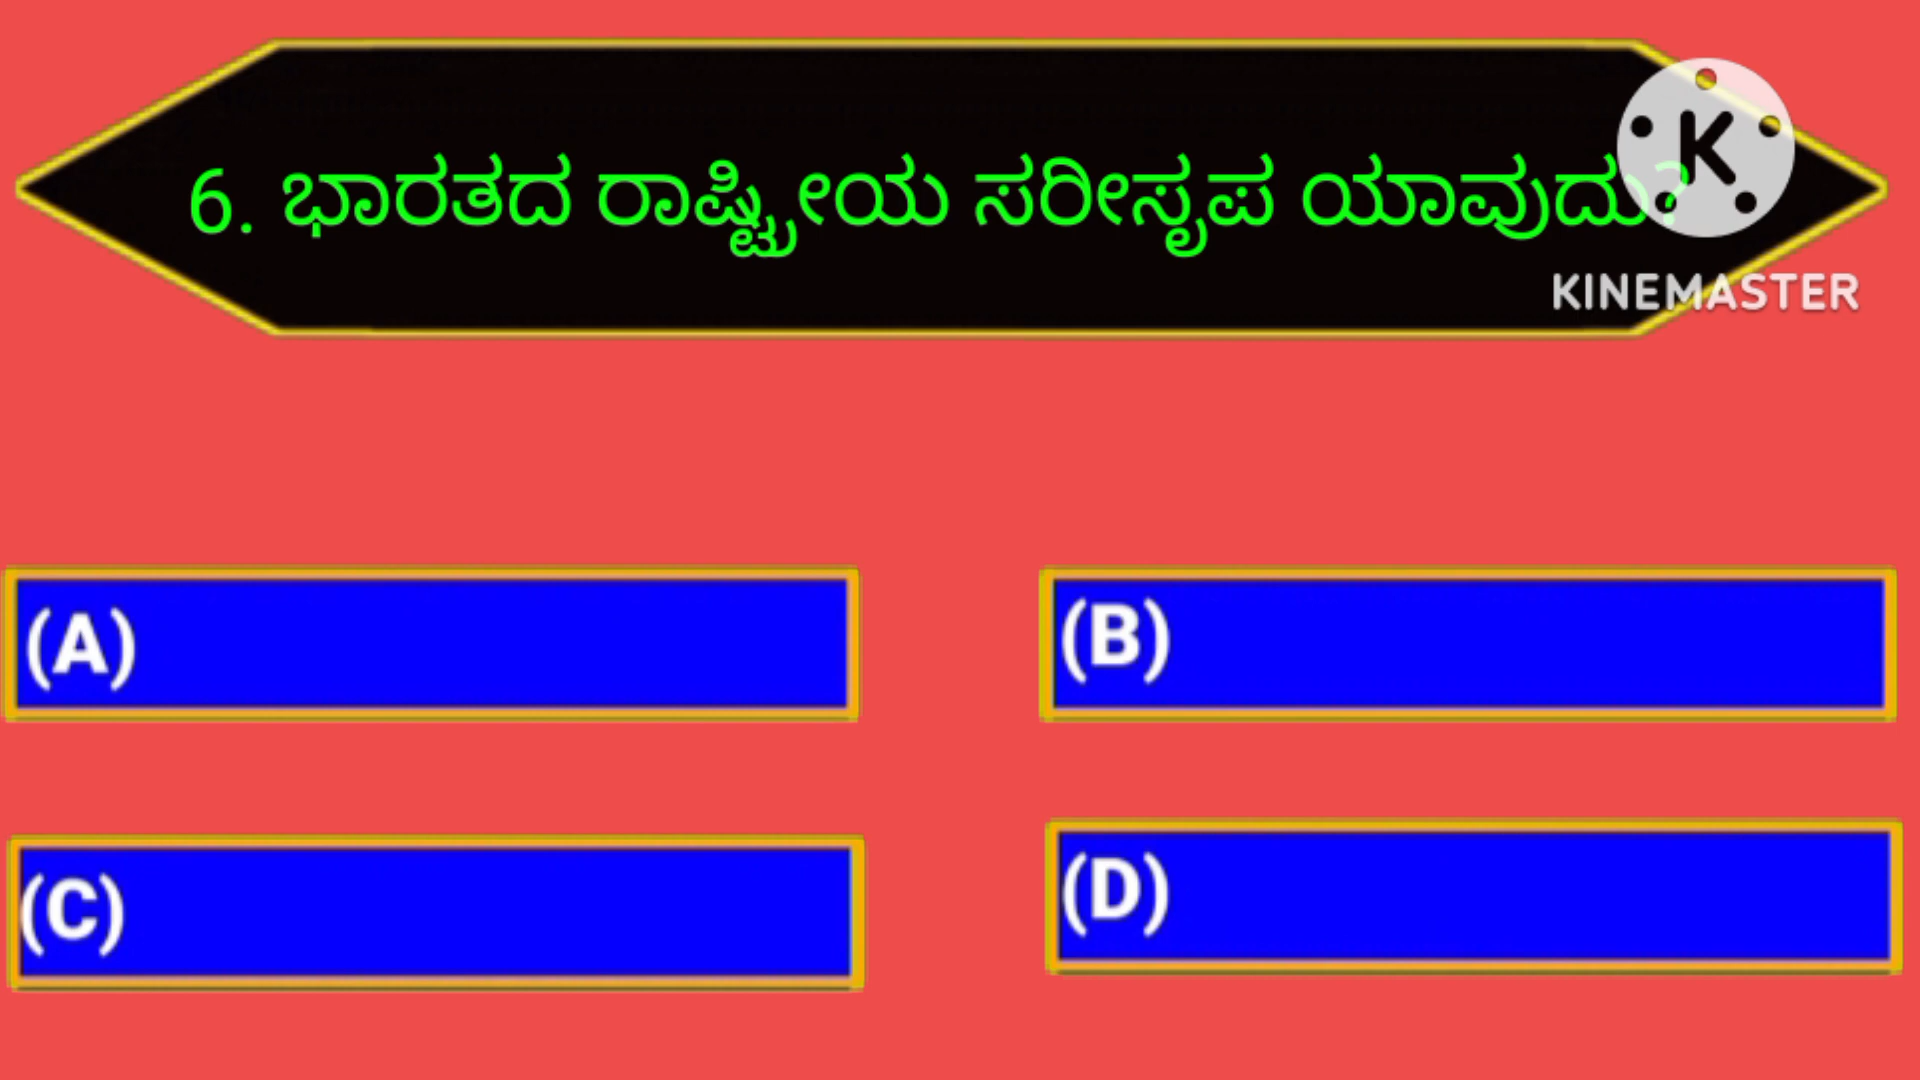 6. ಭಾರತದ ರಾಷ್ಟ್ರೀಯ ಸರೀಸೃಪ ಯಾವುದು?
K
KINEMASTER
(A)
(B)
(C)
(D)